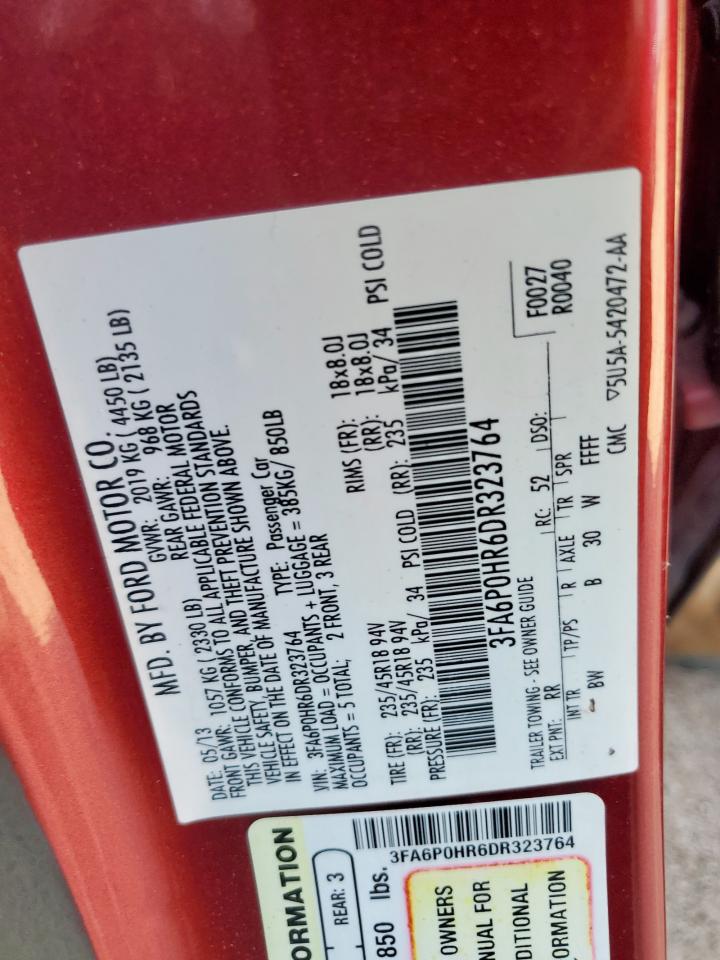 MFD. BY FORD MOTOR CO.
DATE: 05/13 GVWR: 2019 KG ( 4450 LB)
FRONT GAWR: 1057 KG ( 2330 LB) REAR GAWR: 968 KG ( 2135 LB)
THIS VEHICLE CONFORMS TO ALL APPLICABLE FEDERAL MOTOR
VEHICLE SAFETY, BUMPER, AND THEFT PREVENTION STANDARDS
IN EFFECT ON THE DATE OF MANUFACTURE SHOWN ABOVE.
VIN: 3FA6P0HR6DR323764 TYPE: Passenger Car
MAXIMUM LOAD = OCCUPANTS + LUGGAGE = 385KG/ 850LB
OCCUPANTS = 5 TOTAL; 2 FRONT, 3 REAR
TIRE (FR): 235/45R18 94V RIMS (FR): 18x8.0J
(RR): 235/45R18 94V (RR): 18x8.0J
PRESSURE (FR): 235 kPa/ 34 PSI COLD (RR): 235 kPa/ 34 PSI COLD
3FA6P0HR6DR323764
TRAILER TOWING - SEE OWNER GUIDE
F0027
R0040
EXT PNT: RR RC: 52 DSO:
INT TR TP/PS R AXLE TR SPR
BW B 30 W FFF
CMC ▽5U5A-5420472-AA
ORMATION
REAR: 3
850 lbs.
3FA6P0HR6DR323764
OWNERS
NUAL FOR
DITIONAL
ORMATION